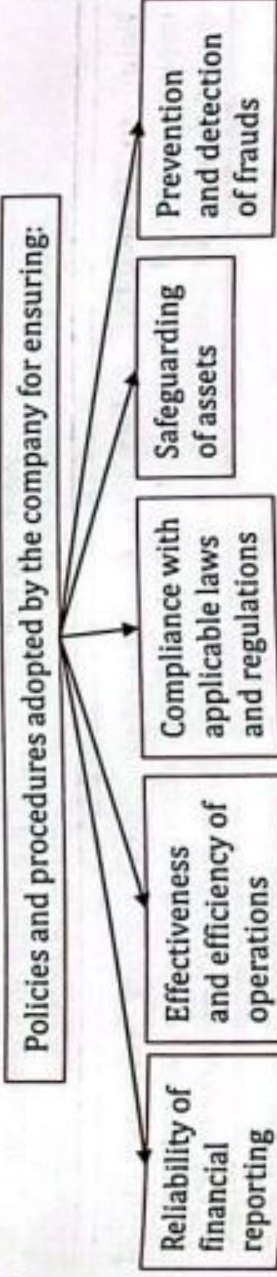 Policies and procedures adopted by the company for ensuring:
Reliability of
financial
reporting
Effectiveness
and efficiency of
operations
Compliance with
applicable laws
and regulations
Safeguarding
of assets
Prevention
and detection
of frauds